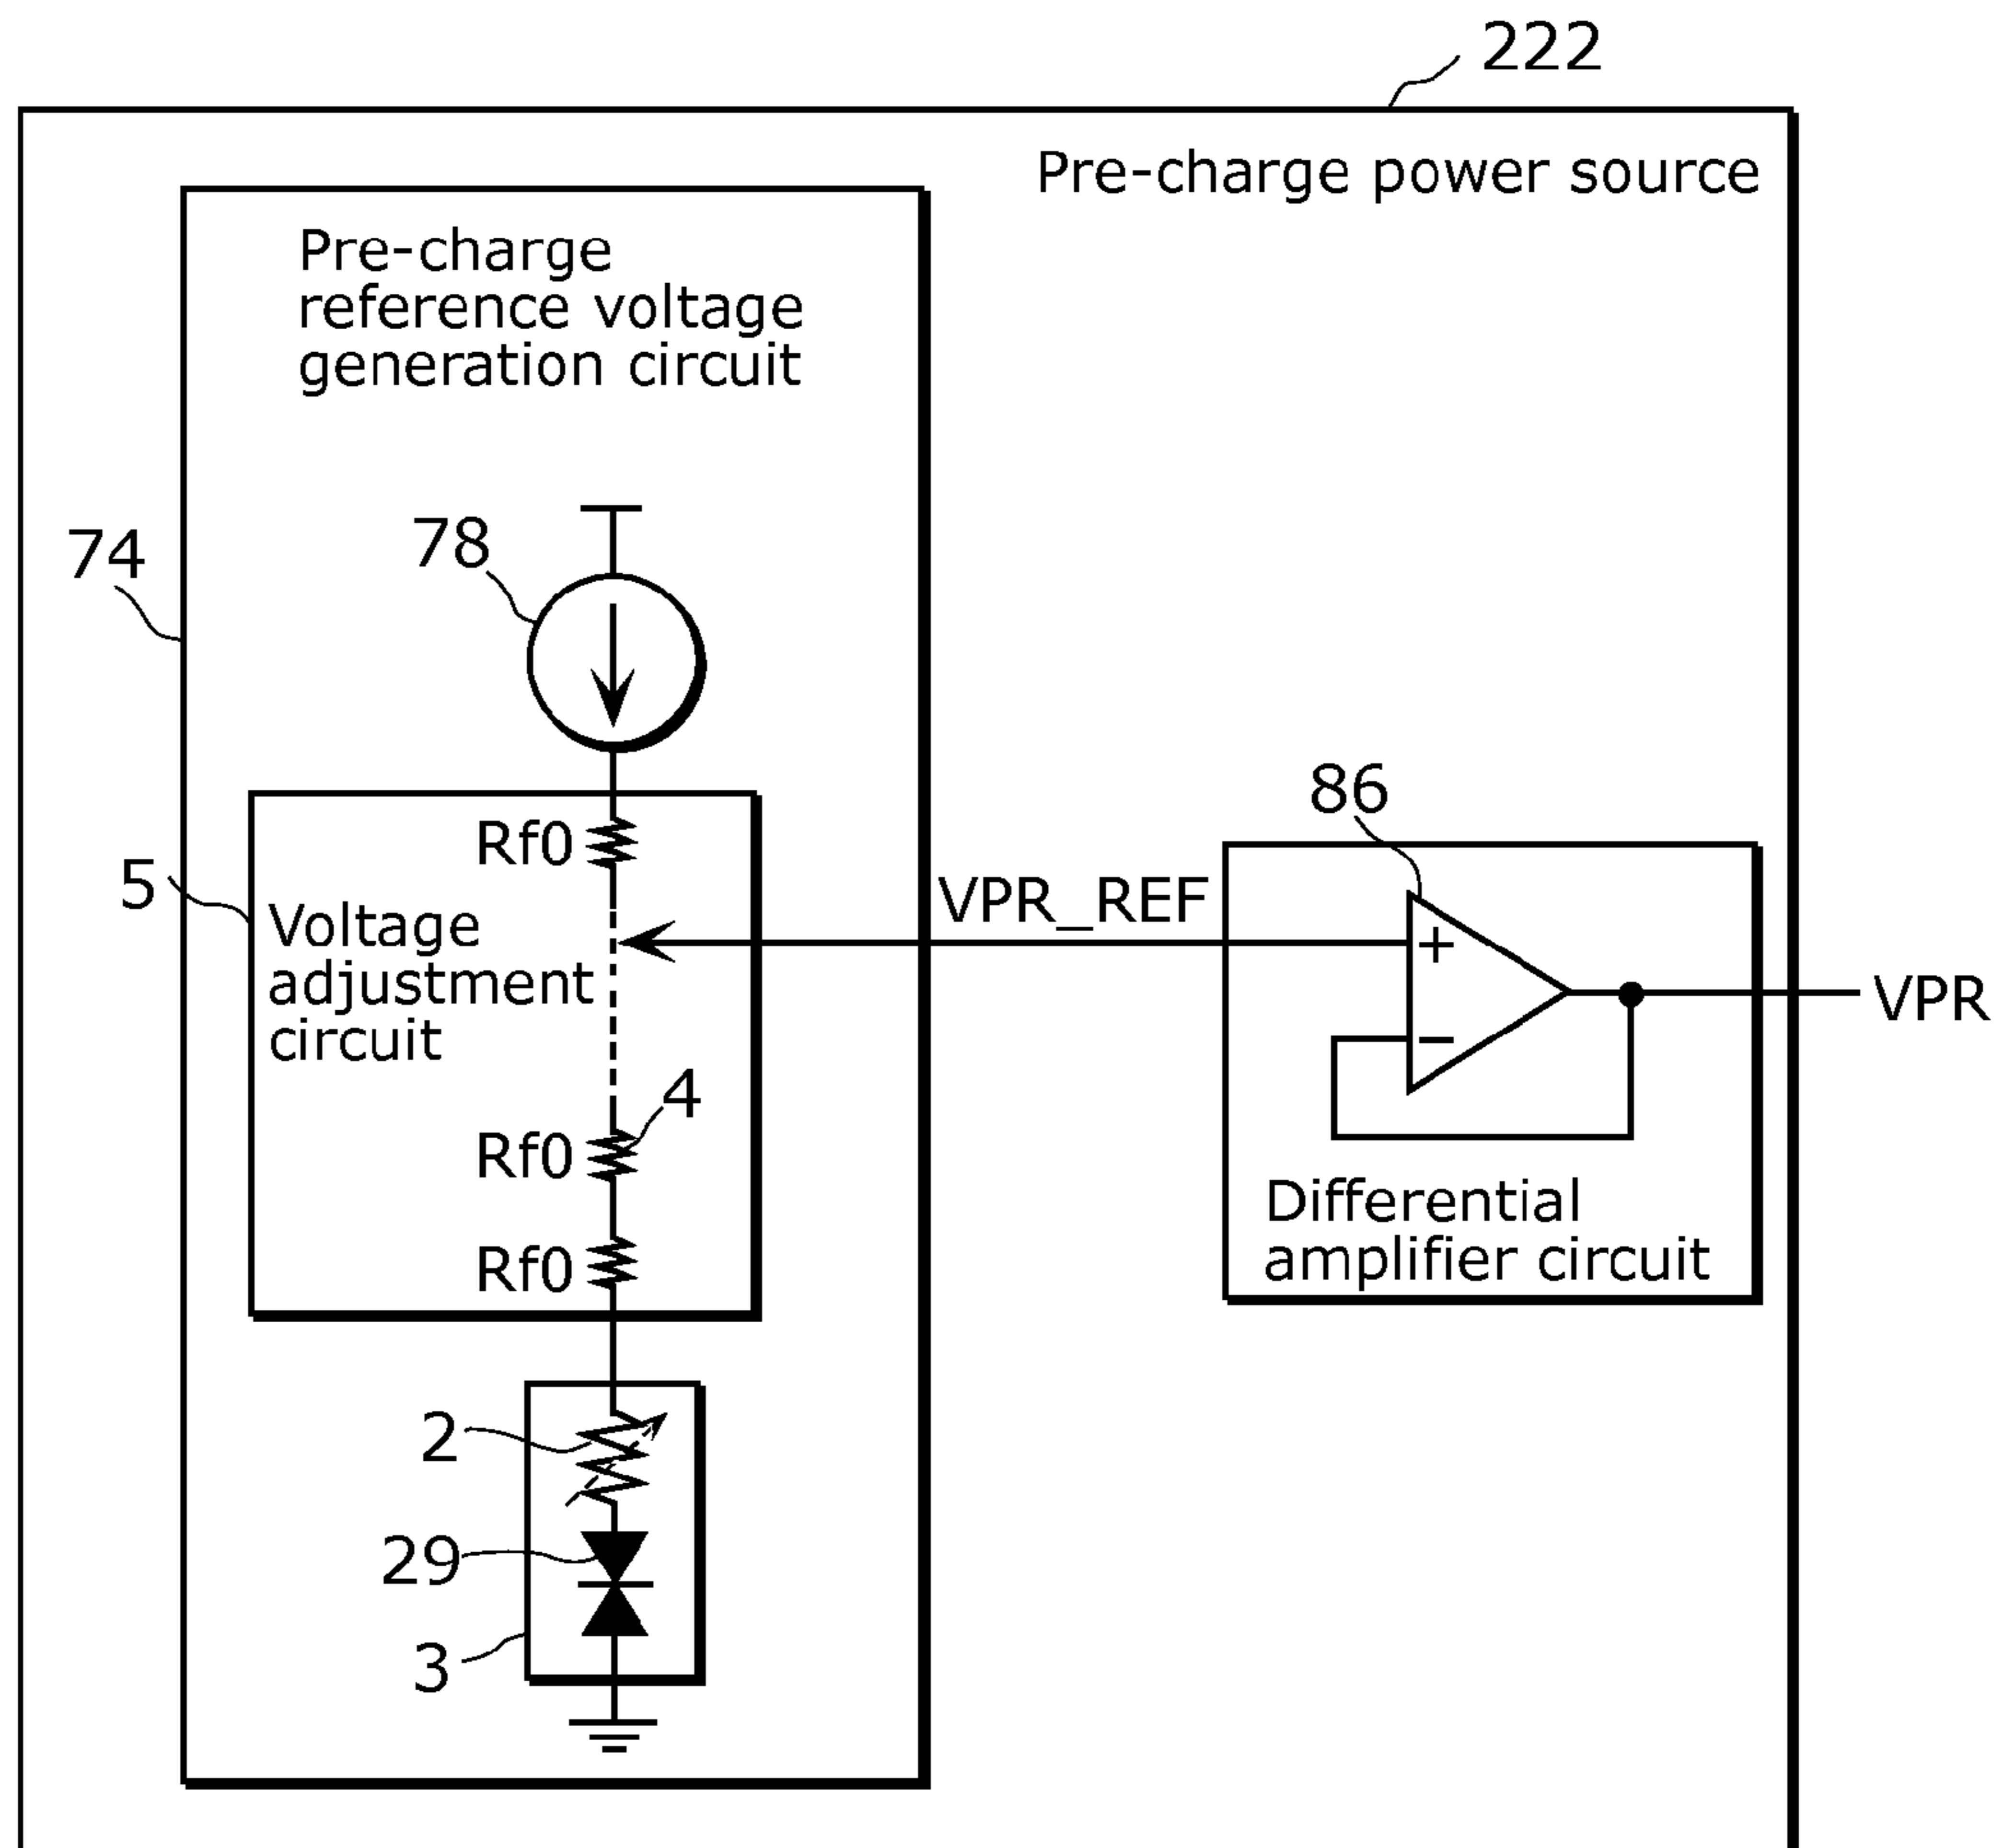 222
Pre-charge power source
Pre-charge
reference voltage
generation circuit
74
78
86
5
Rf0
Voltage
adjustment
circuit
VPR_REF
+
−
VPR
4
Rf0
Rf0
Differential
amplifier circuit
2
29
3